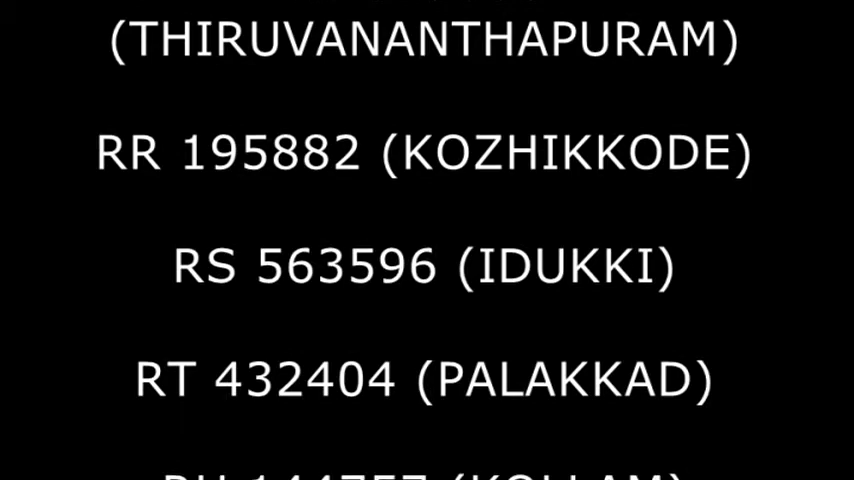 (THIRUVANANTHAPURAM)
RR 195882 (KOZHIKKODE)
RS 563596 (IDUKKI)
RT 432404 (PALAKKAD)